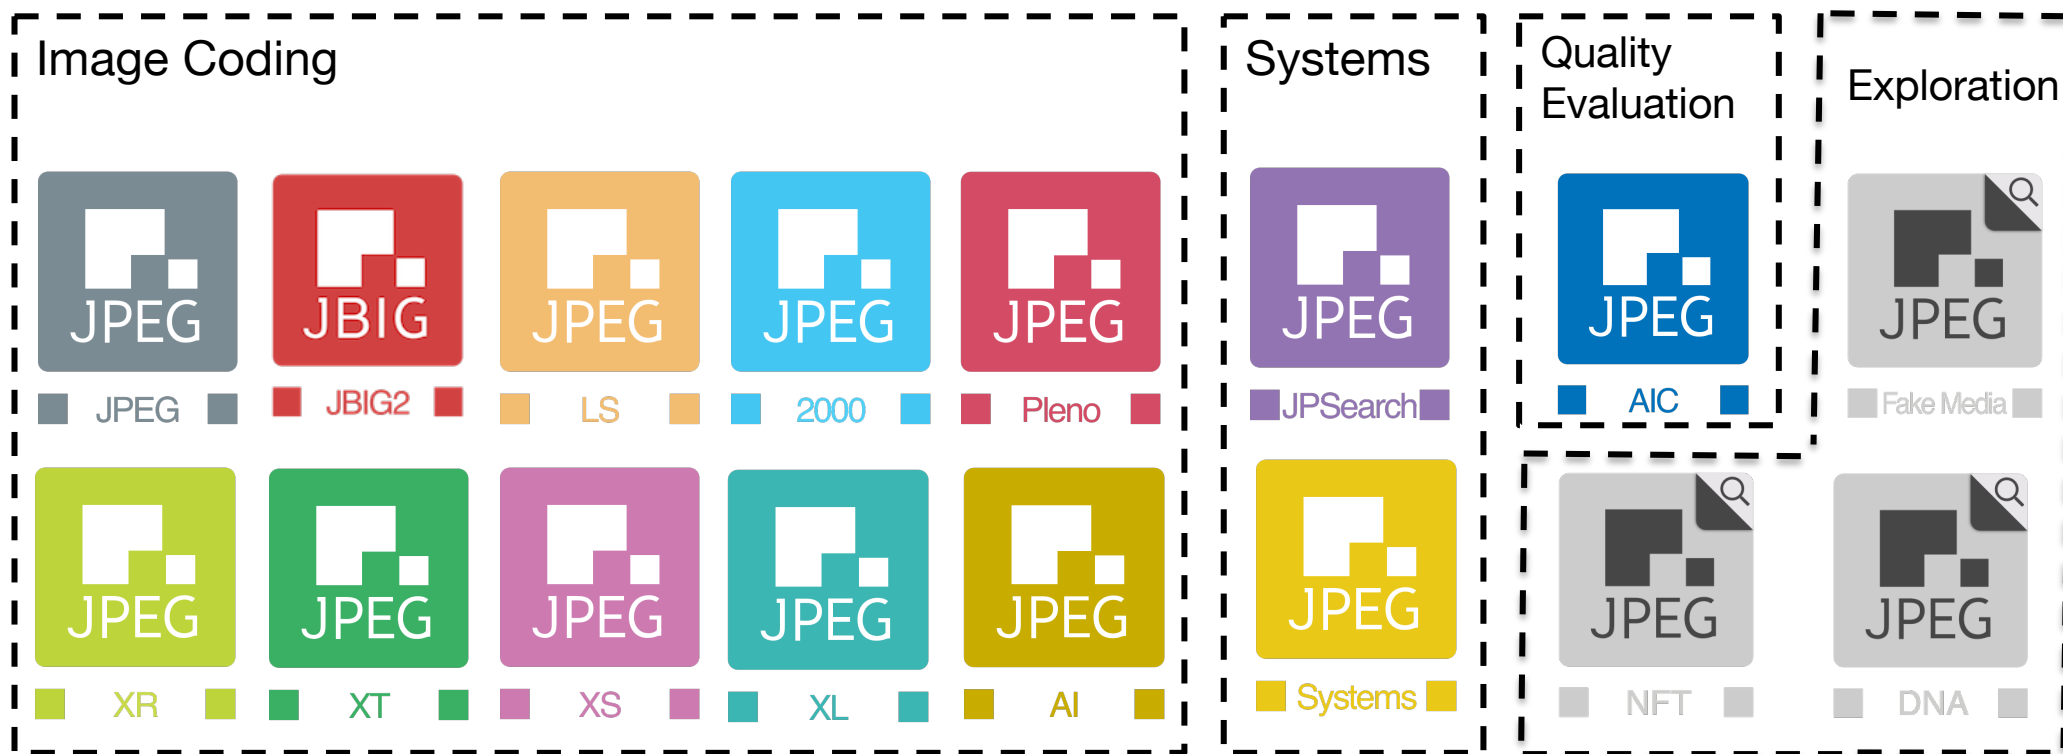 Image Coding
JPEG
JBIG
JPEG
JPEG
JPEG
JPEG
JBIG2
LS
2000
Pleno
JPEG
JPEG
JPEG
JPEG
JPEG
XR
XT
XS
XL
AI
Systems
JPEG
JPSearch
JPEG
Systems
Quality
Evaluation
JPEG
AIC
Exploration
JPEG
Fake Media
JPEG
JPEG
NFT
DNA